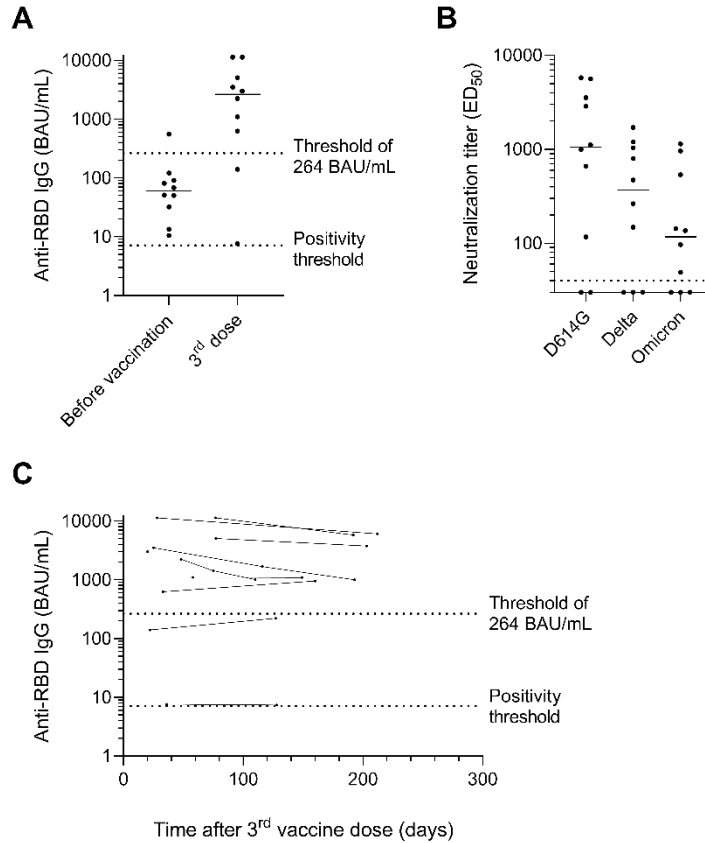 A
Anti-RBD IgG (BAU/mL)
10000
1000
100
10
1
Threshold of
264 BAU/mL
Positivity
threshold
Before vaccination
3rd dose
B
Neutralization titer (ED50)
10000
1000
100
D614G
Delta
Omicron
C
Anti-RBD IgG (BAU/mL)
10000
1000
100
10
1
Threshold of
264 BAU/mL
Positivity
threshold
0
100
200
300
Time after 3rd vaccine dose (days)